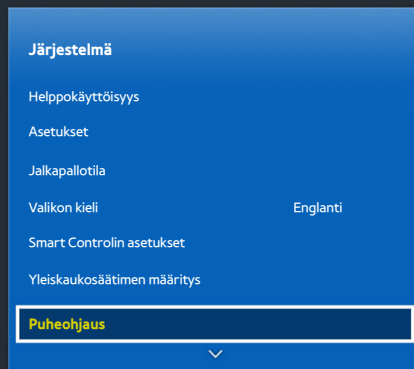 Järjestelmä
Helppokäyttöisyys
Asetukset
Jalkapallotila
Valikon kieli Englanti
Smart Controlin asetukset
Yleiskaukosäätimen määritys
Puheohjaus